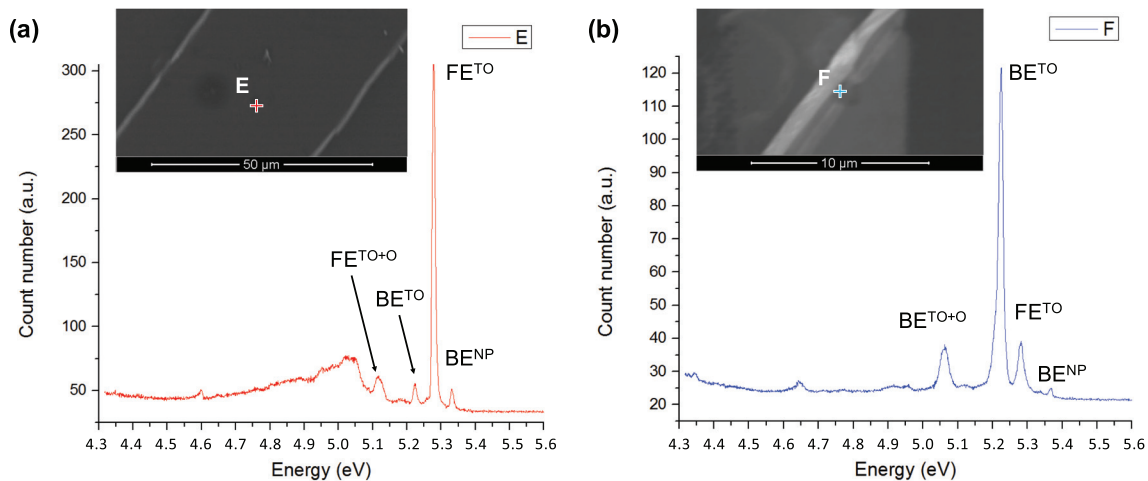 (a)
E
E
50 µm
FE^TO
FE^TO+O
BE^TO
BE^NP
Count number (a.u.)
300
250
200
150
100
50
4.3 4.4 4.5 4.6 4.7 4.8 4.9 5.0 5.1 5.2 5.3 5.4 5.5 5.6
Energy (eV)
(b)
F
F
10 µm
BE^TO
BE^TO+O
FE^TO
BE^NP
Count number (a.u.)
120
110
100
90
80
70
60
50
40
30
20
4.3 4.4 4.5 4.6 4.7 4.8 4.9 5.0 5.1 5.2 5.3 5.4 5.5 5.6
Energy (eV)